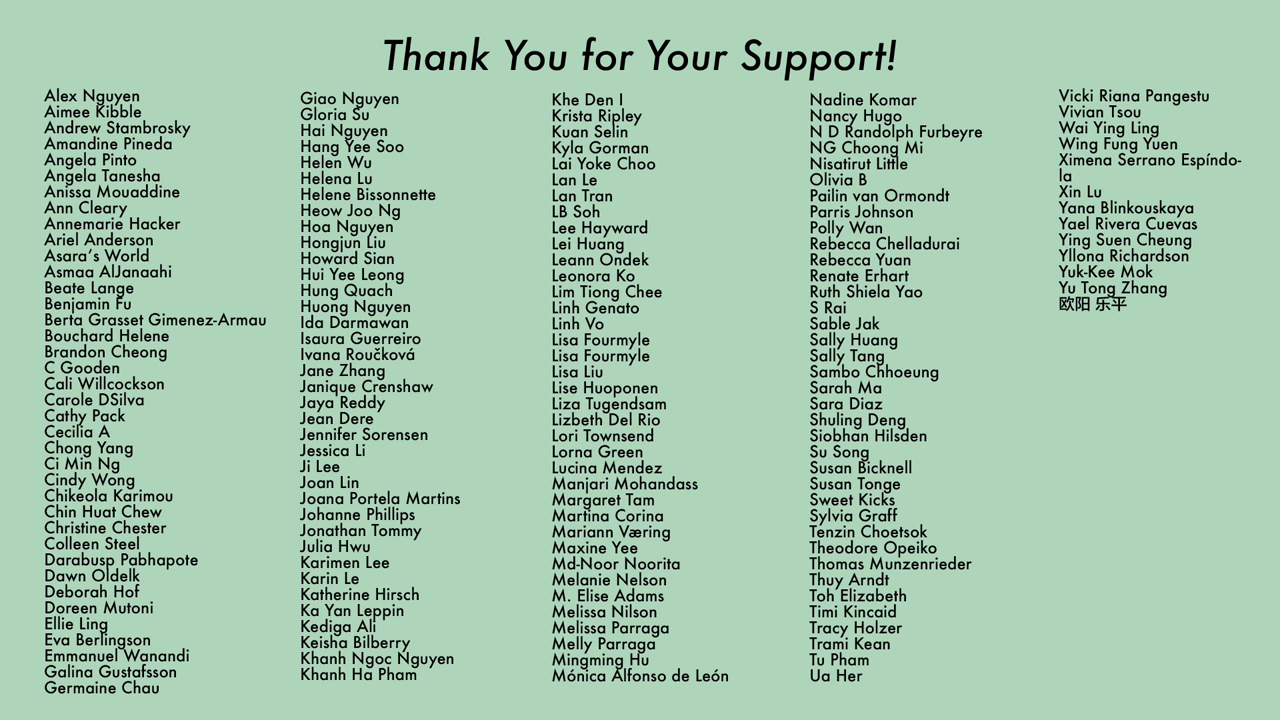 Thank You for Your Support!
Alex Nguyen
Aimee Kibble
Andrew Stambrosky
Amandine Pineda
Angela Pinto
Angela Tanesha
Anissa Mouaddine
Ann Cleary
Annemarie Hacker
Ariel Anderson
Asara's World
Asmaa AlJanaahi
Beate Lange
Benjamin Fu
Berta Grasset Gimenez-Armau
Bouchard Helene
Brandon Cheong
C Gooden
Cali Willcockson
Carole DSilva
Cathy Pack
Cecilia A
Chong Yang
Ci Min Ng
Cindy Wong
Chikeola Karimou
Chin Huat Chew
Christine Chester
Colleen Steel
Darabusp Pabhapote
Dawn Oldelk
Deborah Hof
Doreen Mutoni
Ellie Ling
Eva Berlingson
Emmanuel Wanandi
Galina Gustafsson
Germaine Chau
Giao Nguyen
Gloria Su
Hai Nguyen
Hang Yee Soo
Helen Wu
Helena Lu
Helene Bissonnette
Heow Joo Ng
Hoa Nguyen
Hongjun Liu
Howard Sian
Hui Yee Leong
Hung Quach
Huong Nguyen
Ida Darmawan
Isaura Guerreiro
Ivana Roučková
Jane Zhang
Janique Crenshaw
Jaya Reddy
Jean Dere
Jennifer Sorensen
Jessica Li
Ji Lee
Joan Lin
Joana Portela Martins
Johanne Phillips
Jonathan Tommy
Julia Hwu
Karimen Lee
Karin Le
Katherine Hirsch
Ka Yan Leppin
Kediga Ali
Keisha Bilberry
Khanh Ngoc Nguyen
Khanh Ha Pham
Khe Den I
Krista Ripley
Kuan Selin
Kyla Gorman
Lai Yoke Choo
Lan Le
Lan Tran
LB Soh
Lee Hayward
Lei Huang
Leann Ondek
Leonora Ko
Lim Tiong Chee
Linh Genato
Linh Vo
Lisa Fourmyle
Lisa Fourmyle
Lisa Liu
Lise Huoponen
Liza Tugendsam
Lizbeth Del Rio
Lori Townsend
Lorna Green
Lucina Mendez
Manjari Mohandass
Margaret Tam
Martina Corina
Mariann Væring
Maxine Yee
Md-Noor Noorita
Melanie Nelson
M. Elise Adams
Melissa Nilson
Melissa Parraga
Melly Parraga
Mingming Hu
Mónica Alfonso de León
Nadine Komar
Nancy Hugo
N D Randolph Furbeyre
NG Choong Mi
Nisatirut Little
Olivia B
Pailin van Ormondt
Parris Johnson
Polly Wan
Rebecca Chelladurai
Rebecca Yuan
Renate Erhart
Ruth Shiela Yao
S Rai
Sable Jak
Sally Huang
Sally Tang
Sambo Chhoeung
Sarah Ma
Sara Diaz
Shuling Deng
Siobhan Hilsden
Su Song
Susan Bicknell
Susan Tonge
Sweet Kicks
Sylvia Graff
Tenzin Choetsok
Theodore Opeiko
Thomas Munzenrieder
Thuy Arndt
Toh Elizabeth
Timi Kincaid
Tracy Holzer
Trami Kean
Tu Pham
Ua Her
Vicki Riana Pangestu
Vivian Tsou
Wai Ying Ling
Wing Fung Yuen
Ximena Serrano Espíndo-
la
Xin Lu
Yana Blinkouskaya
Yael Rivera Cuevas
Ying Suen Cheung
Yllona Richardson
Yuk-Kee Mok
Yu Tong Zhang
欧阳 乐平